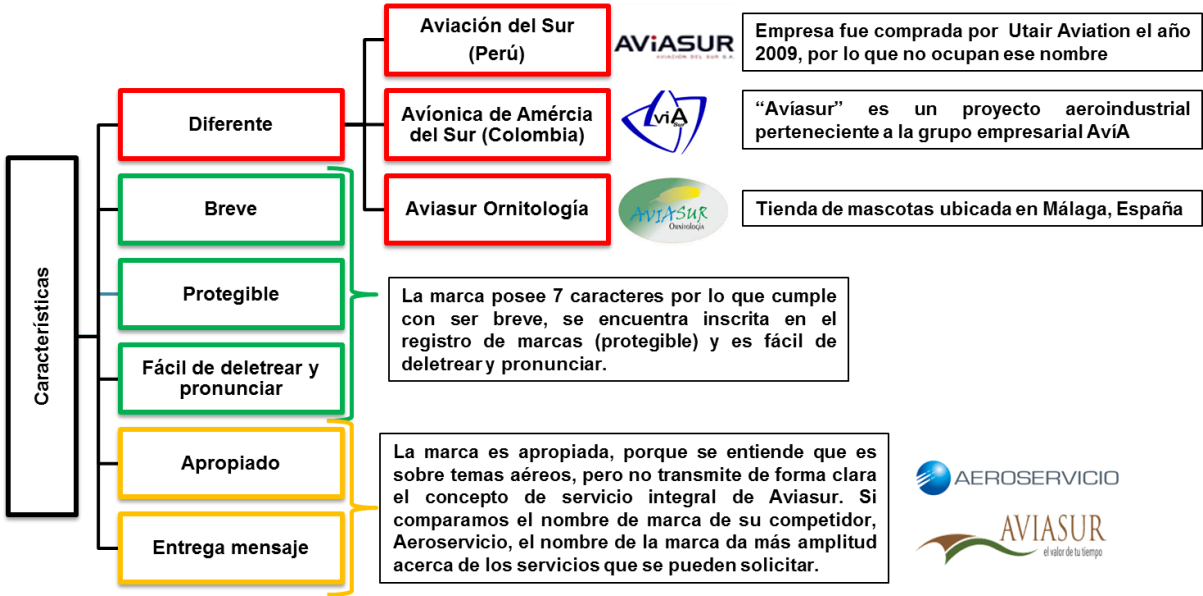 Características
Diferente
Breve
Protegible
Fácil de deletrear y
pronunciar
Apropiado
Entrega mensaje
Aviación del Sur
(Perú)
AViASUR
AVIACION DEL SUR S.A.
Empresa fue comprada por Utair Aviation el año
2009, por lo que no ocupan ese nombre
Avíonica de Amércia
del Sur (Colombia)
AviA
Sur
“Avíasur” es un proyecto aeroindustrial
perteneciente a la grupo empresarial AvíA
Aviasur Ornitología
AVIASUR
Ornitología
Tienda de mascotas ubicada en Málaga, España
La marca posee 7 caracteres por lo que cumple
con ser breve, se encuentra inscrita en el
registro de marcas (protegible) y es fácil de
deletrear y pronunciar.
La marca es apropiada, porque se entiende que es
sobre temas aéreos, pero no transmite de forma clara
el concepto de servicio integral de Aviasur. Si
comparamos el nombre de marca de su competidor,
Aeroservicio, el nombre de la marca da más amplitud
acerca de los servicios que se pueden solicitar.
AEROSERVICIO
AVIASUR
el valor de tu tiempo